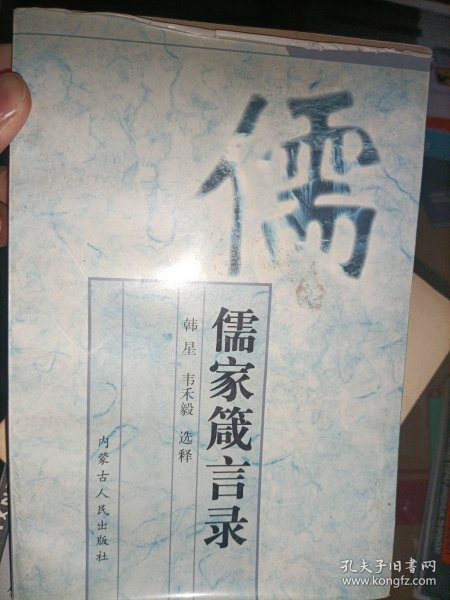 儒
儒家箴言录
韩星 韦禾毅 选释
内蒙古人民出版社
孔夫子旧书网
www.kongfz.com